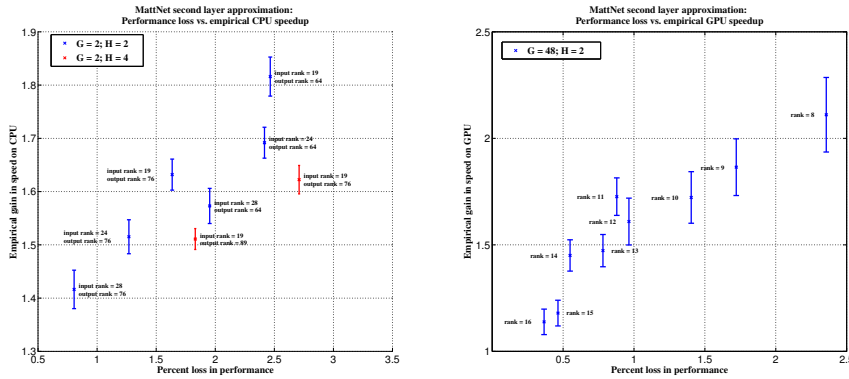 MattNet second layer approximation:
Performance loss vs. empirical CPU speedup
1.9
1.8
1.7
1.6
1.5
1.4
1.3
Empirical gain in speed on CPU
G = 2; H = 2
G = 2; H = 4
input rank = 19
output rank = 64
input rank = 24
output rank = 64
input rank = 19
output rank = 76
input rank = 19
output rank = 76
input rank = 28
output rank = 64
input rank = 24
output rank = 76
input rank = 19
output rank = 89
input rank = 28
output rank = 76
0.5 1 1.5 2 2.5 3 3.5
Percent loss in performance
MattNet second layer approximation:
Performance loss vs. empirical GPU speedup
2.5
2
1.5
1
Empirical gain in speed on GPU
G = 48; H = 2
rank = 8
rank = 9
rank = 11
rank = 10
rank = 12
rank = 13
rank = 14
rank = 15
rank = 16
0.5 1 1.5 2 2.5
Percent loss in performance